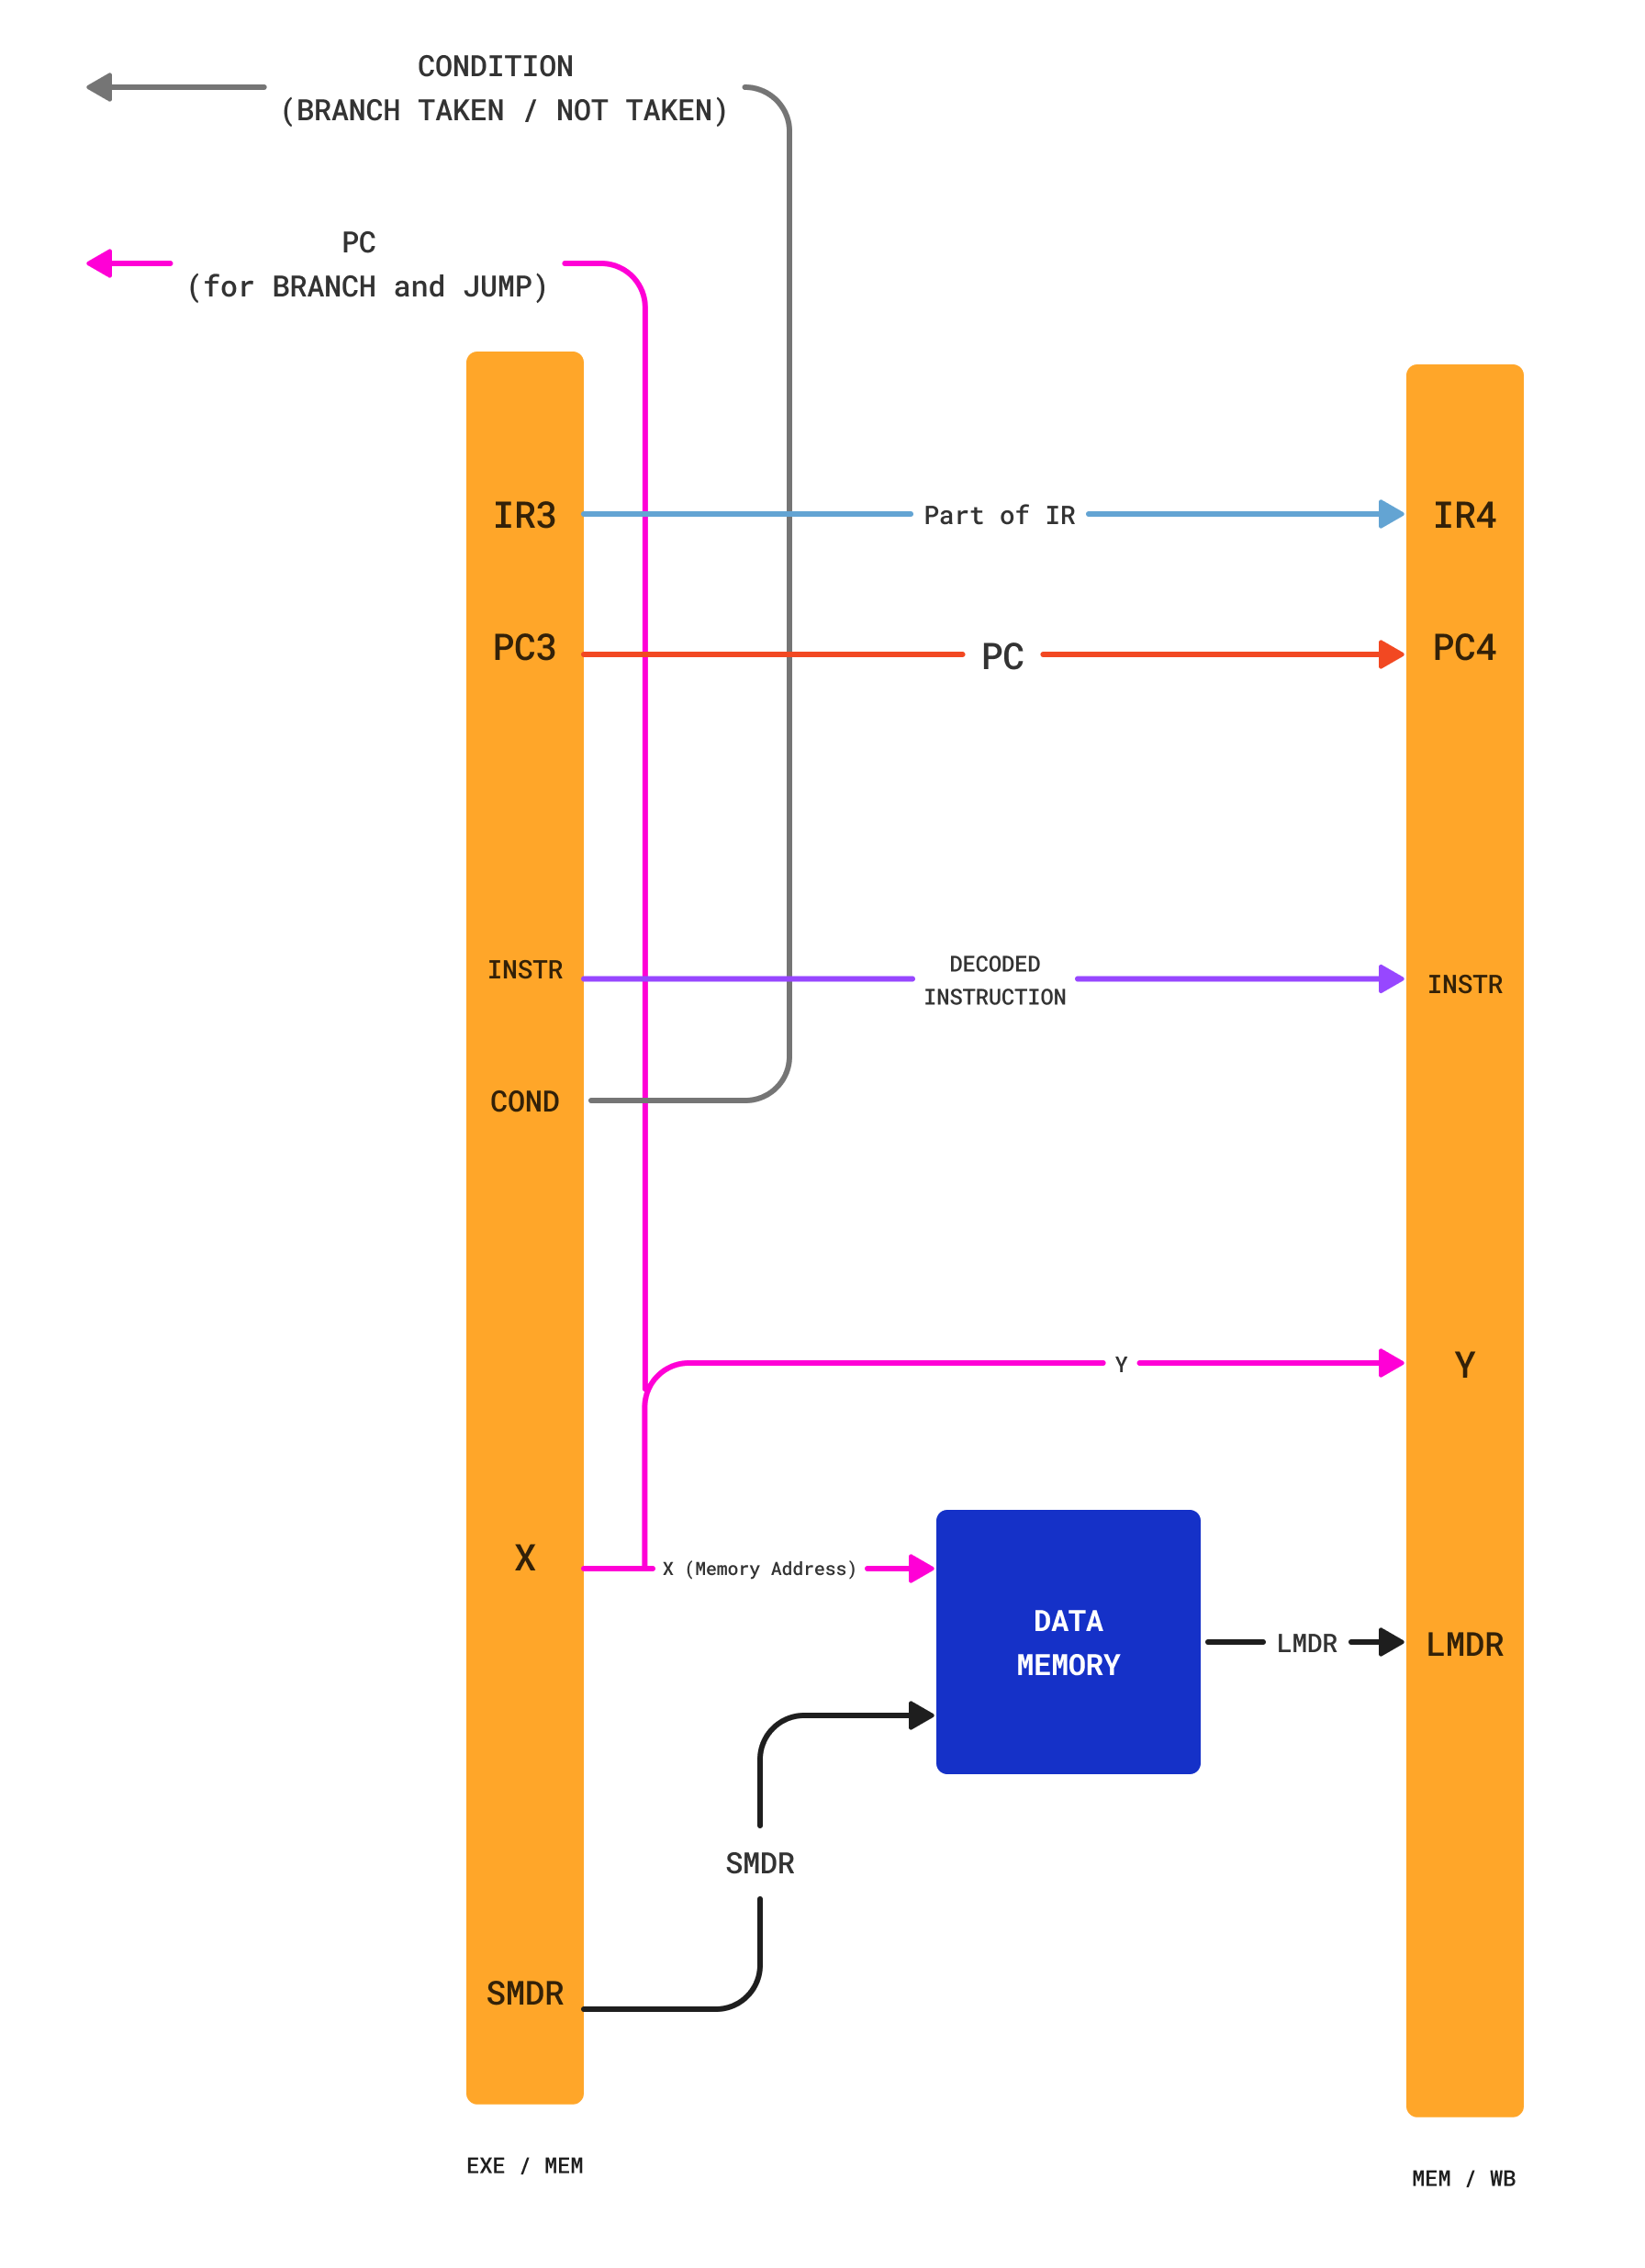 CONDITION
(BRANCH TAKEN / NOT TAKEN)
PC
(for BRANCH and JUMP)
IR3
Part of IR
IR4
PC3
PC
PC4
INSTR
DECODED
INSTRUCTION
INSTR
COND
Y
Y
X
X (Memory Address)
DATA
MEMORY
LMDR
LMDR
SMDR
SMDR
EXE / MEM
MEM / WB